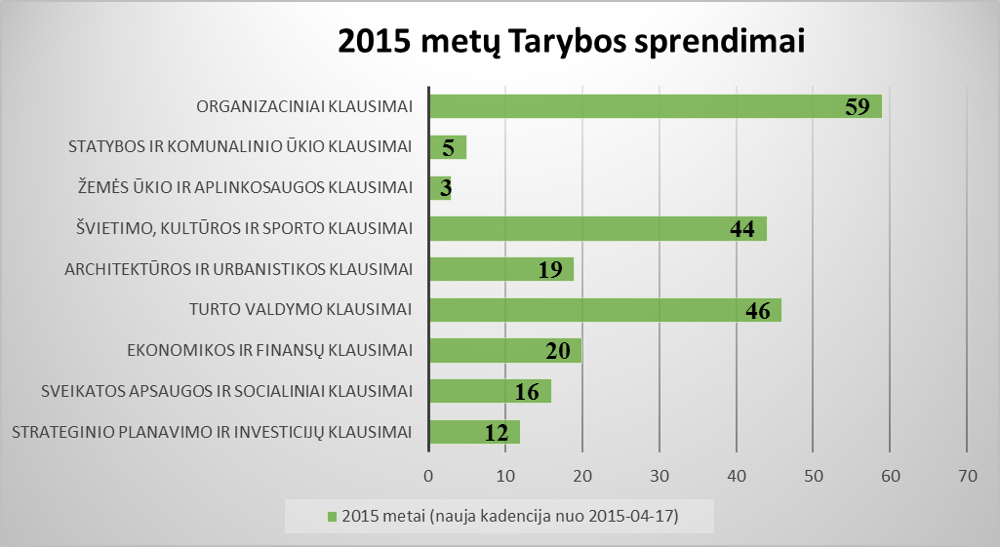 2015 metų Tarybos sprendimai
ORGANIZACINIAI KLAUSIMAI 59
STATYBOS IR KOMUNALINIO ŪKIO KLAUSIMAI 5
ŽEMĖS ŪKIO IR APLINKOSAUGOS KLAUSIMAI 3
ŠVIETIMO, KULTŪROS IR SPORTO KLAUSIMAI 44
ARCHITEKTŪROS IR URBANISTIKOS KLAUSIMAI 19
TURTO VALDYMO KLAUSIMAI 46
EKONOMIKOS IR FINANSŲ KLAUSIMAI 20
SVEIKATOS APSAUGOS IR SOCIALINIAI KLAUSIMAI 16
STRATEGINIO PLANAVIMO IR INVESTICIJŲ KLAUSIMAI 12
0 10 20 30 40 50 60 70
2015 metai (nauja kadencija nuo 2015-04-17)